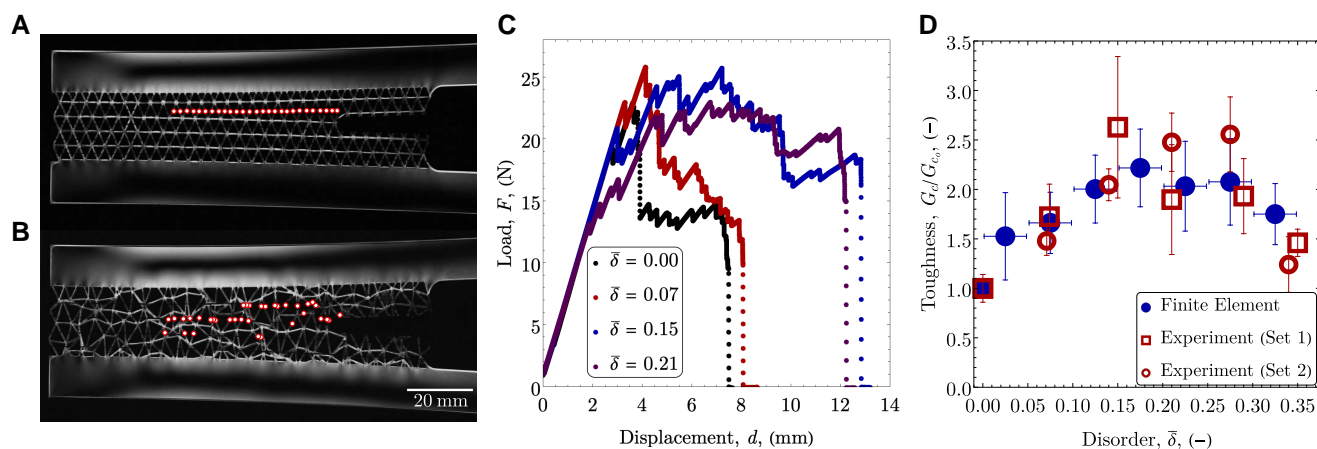 A
B
20 mm
C
Load, F, (N)
25
20
15
10
5
0
δ̅ = 0.00
δ̅ = 0.07
δ̅ = 0.15
δ̅ = 0.21
0 2 4 6 8 10 12 14
Displacement, d, (mm)
D
Toughness, G_c/G_{c_o}, (−)
3.5
3.0
2.5
2.0
1.5
1.0
0.5
0.0
Finite Element
Experiment (Set 1)
Experiment (Set 2)
0.00 0.05 0.10 0.15 0.20 0.25 0.30 0.35
Disorder, δ̅, (−)